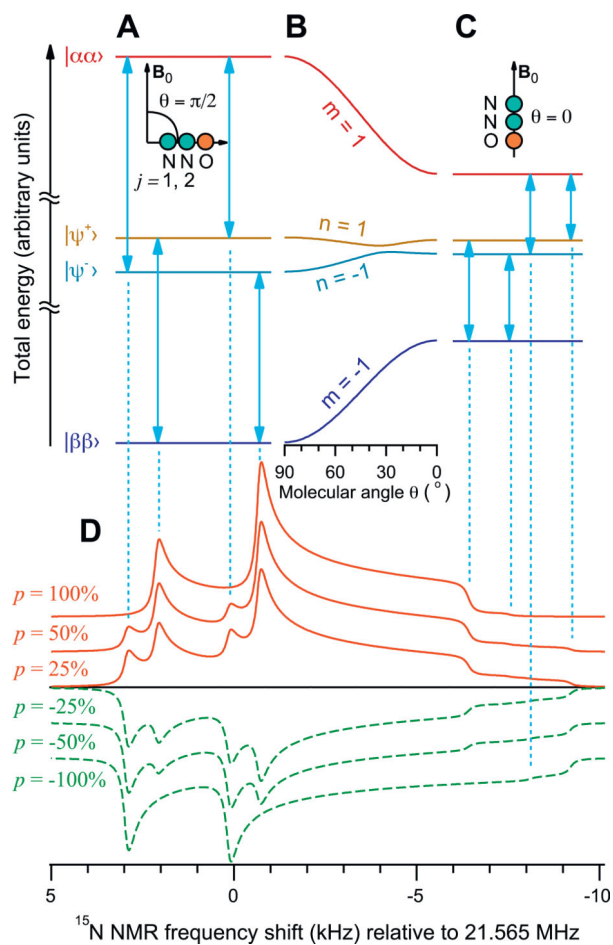 A
B
C
|αα⟩
B₀
θ = π/2
N N O
j = 1, 2
m = 1
B₀
N
N
O
θ = 0
Total energy (arbitrary units)
|ψ⁺⟩
|ψ⁻⟩
n = 1
n = -1
m = -1
|ββ⟩
90 60 30 0
Molecular angle θ (°)
D
p = 100%
p = 50%
p = 25%
p = -25%
p = -50%
p = -100%
5 0 -5 -10
¹⁵N NMR frequency shift (kHz) relative to 21.565 MHz